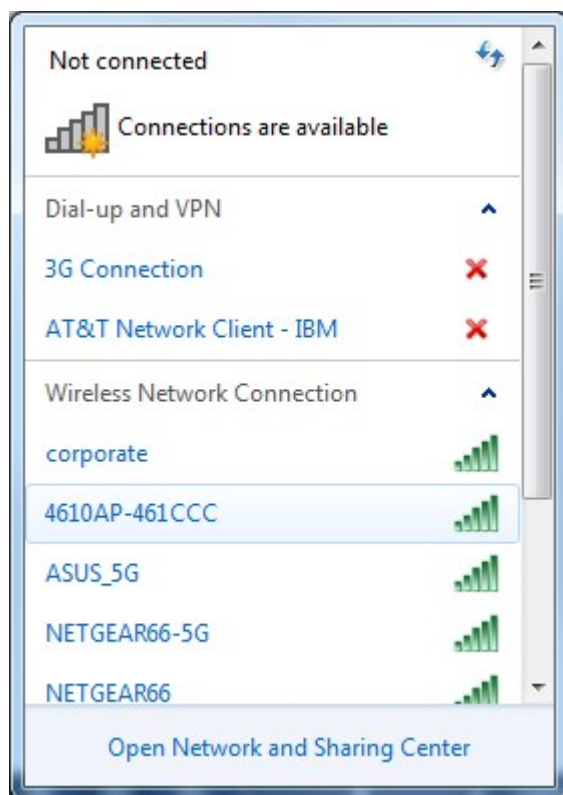 Not connected
Connections are available
Dial-up and VPN
3G Connection
AT&T Network Client - IBM
Wireless Network Connection
corporate
4610AP-461CCC
ASUS_5G
NETGEAR66-5G
NETGEAR66
Open Network and Sharing Center